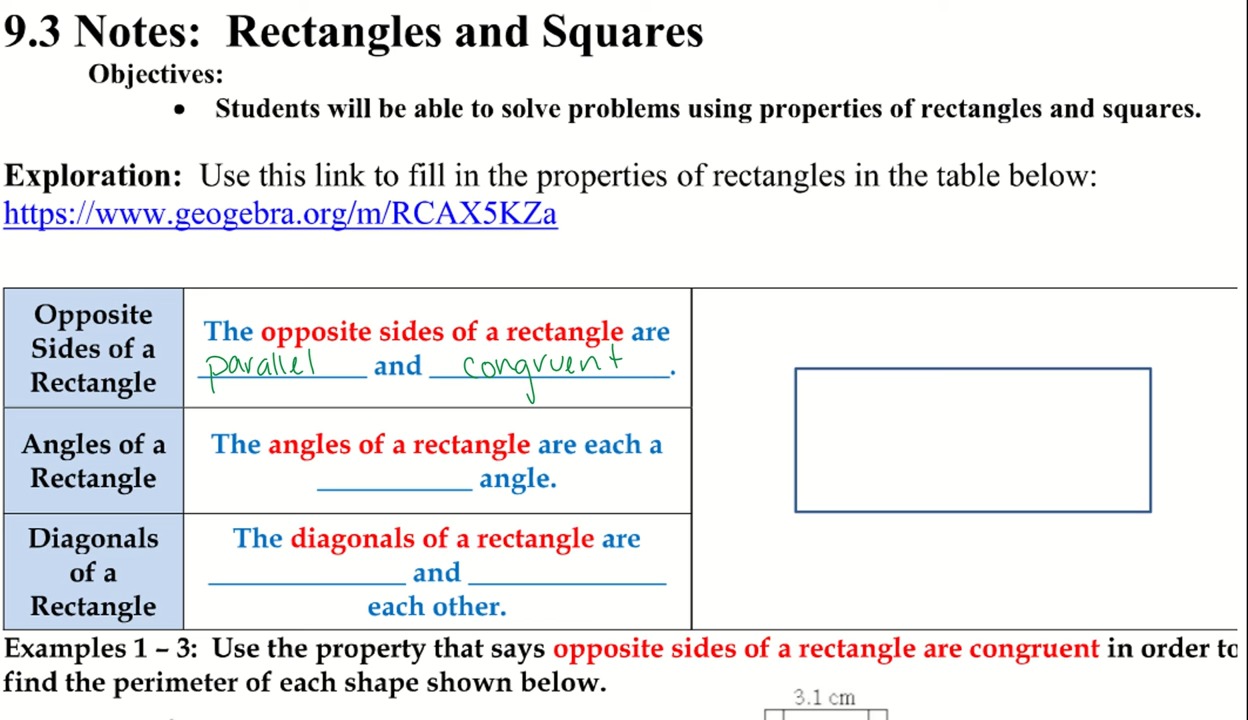 9.3 Notes: Rectangles and Squares
Objectives:
• Students will be able to solve problems using properties of rectangles and squares.
Exploration: Use this link to fill in the properties of rectangles in the table below:
https://www.geogebra.org/m/RCAX5KZa
Opposite
Sides of a
Rectangle
The opposite sides of a rectangle are
parallel and congruent.
Angles of a
Rectangle
The angles of a rectangle are each a
__________ angle.
Diagonals
of a
Rectangle
The diagonals of a rectangle are
__________ and __________
each other.
Examples 1 – 3: Use the property that says opposite sides of a rectangle are congruent in order to
find the perimeter of each shape shown below.
3.1 cm